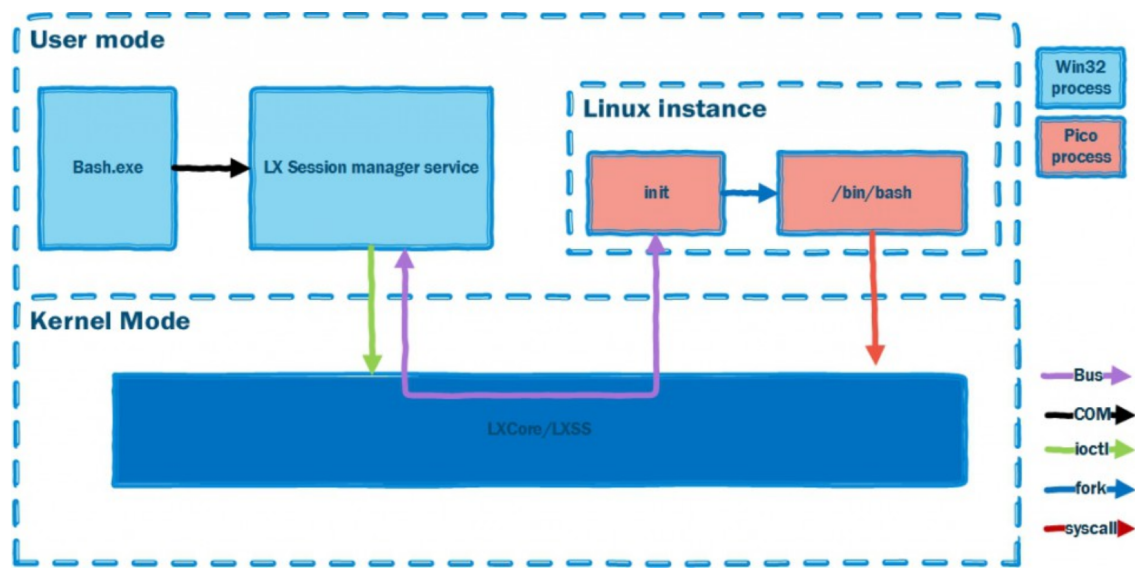 User mode
Bash.exe
LX Session manager service
Linux instance
init
/bin/bash
Win32
process
Pico
process
Kernel Mode
LXCore/LXSS
Bus
COM
ioctl
fork
syscall